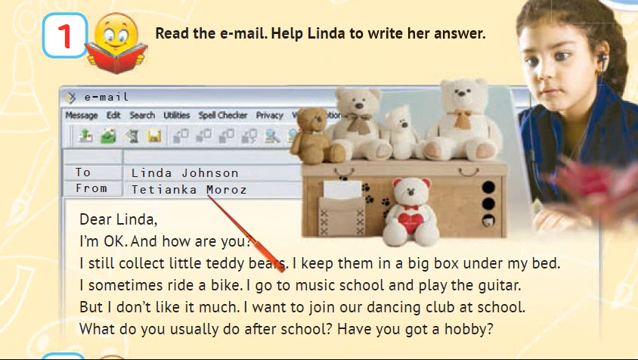 1 Read the e-mail. Help Linda to write her answer.
e-mail
Message Edit Search Utilities Spell Checker Privacy
To Linda Johnson
From Tetianka Moroz
Dear Linda,
I'm OK. And how are you?
I still collect little teddy bears. I keep them in a big box under my bed.
I sometimes ride a bike. I go to music school and play the guitar.
But I don't like it much. I want to join our dancing club at school.
What do you usually do after school? Have you got a hobby?